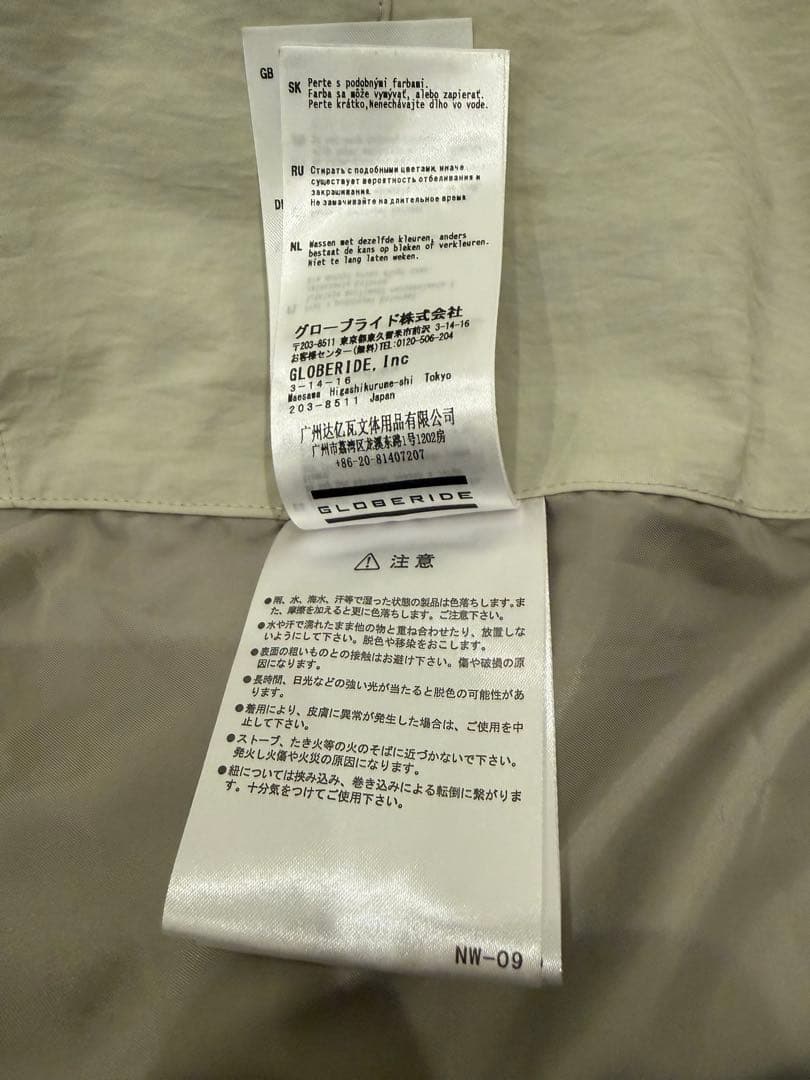 GB
SK Perte s podobnými farbami.
Farba sa môže vymývať, alebo zapierať.
Perte krátko,Nenechávajte dlho vo vode.
RU Стирать с подобными цветами, иначе
существует вероятность отбеливания и
закрашивания.
Не замачивайте на длительное время
NL Wassen met dezelfde kleuren, anders
bestaat de kans op bleken of verkleuren.
Niet te lang laten weken.
グローブライド株式会社
〒203-8511 東京都東久留米市前沢 3-14-16
お客様センター(無料)TEL:0120-506-204
GLOBERIDE, Inc
3-14-16
Maesawa Higashikurume-shi Tokyo
203-8511 Japan
广州达亿瓦文体用品有限公司
广州市荔湾区龙溪东路1号1202房
+86-20-81407207
GLOBERIDE
⚠ 注意
●雨、水、海水、汗等で湿った状態の製品は色落ちします。ま
た、摩擦を加えると更に色落ちします。ご注意下さい。
●水や汗で濡れたまま他の物と重ね合わせたり、放置しな
いようにして下さい。脱色や移染をおこします。
●表面の粗いものとの接触はお避け下さい。傷や破損の原
因になります。
●長時間、日光などの強い光が当たると脱色の可能性があ
ります。
●着用により、皮膚に異常が発生した場合は、ご使用を中
止して下さい。
●ストーブ、たき火等の火のそばに近づかないで下さい。
発火し火傷や火災の原因になります。
●紐については挟み込み、巻き込みによる転倒に繋がりま
す。十分気をつけてご使用下さい。
NW-09